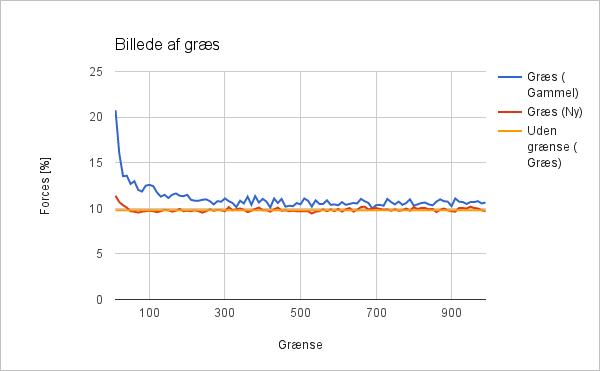 Billede af græs
25
20
15
10
5
0
Forces [%]
100
300
500
700
900
Grænse
Græs (
Gammel)
Græs (Ny)
Uden
grænse (
Græs)